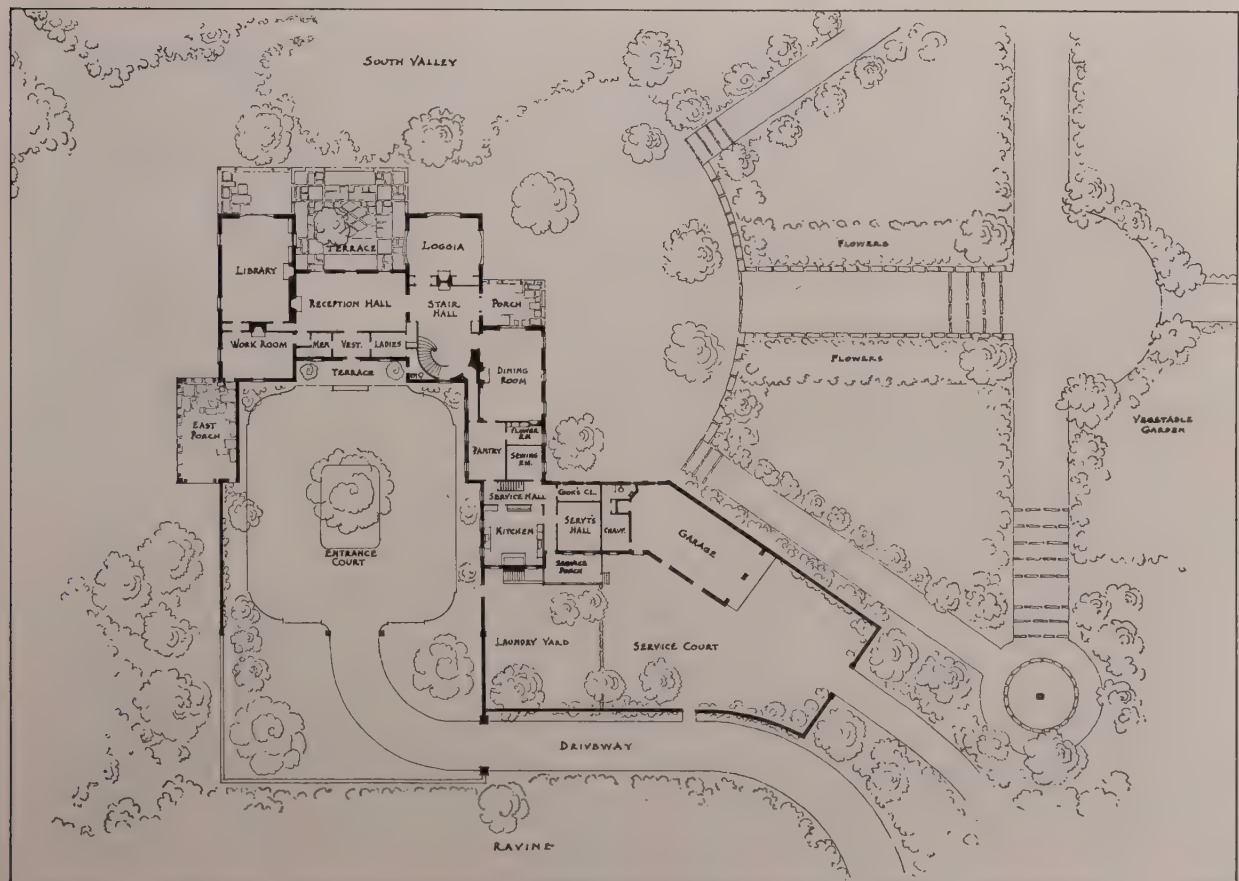 SOUTH VALLEY
TERRACE
LOGGIA
LIBRARY
RECEPTION HALL
STAIR
HALL
PORCH
WORK ROOM
MEN
VEST.
LADIES
TERRACE
DINING
ROOM
EAST
PORCH
FLOWER
RM.
PANTRY
SEWING
RM.
SERVICE HALL
COOK'S CL.
KITCHEN
SERVT'S
HALL
CHAUF.
GARAGE
SERVICE
PORCH
ENTRANCE
COURT
LAUNDRY YARD
SERVICE COURT
DRIVEWAY
RAVINE
FLOWERS
FLOWERS
VEGETABLE
GARDEN